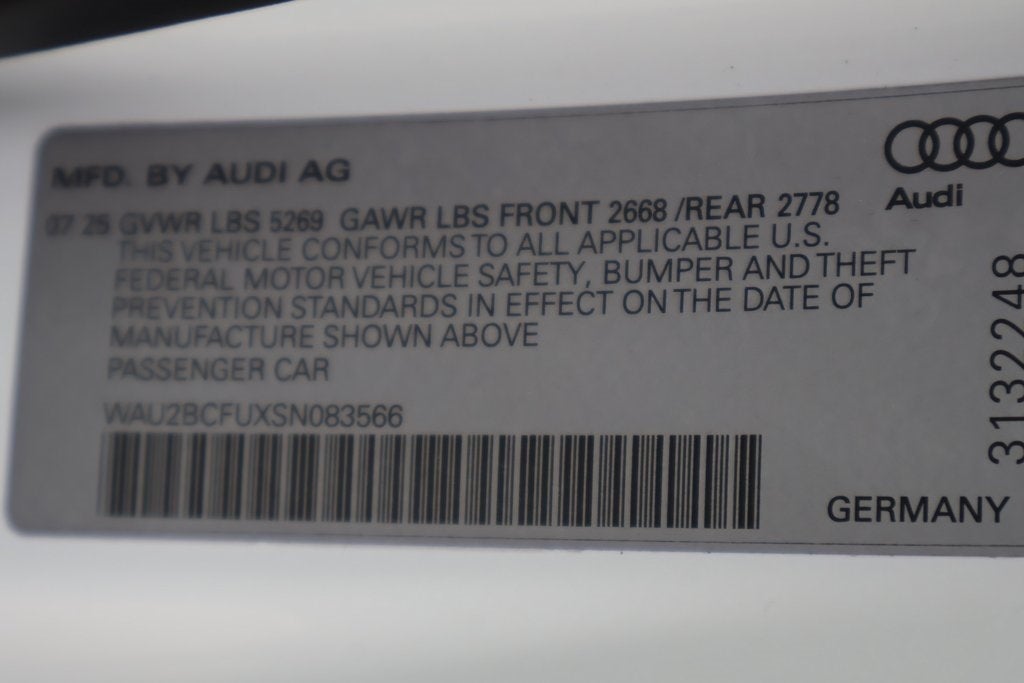 MFD. BY AUDI AG
Audi
07 25 GVWR LBS 5269 GAWR LBS FRONT 2668 /REAR 2778
THIS VEHICLE CONFORMS TO ALL APPLICABLE U.S.
FEDERAL MOTOR VEHICLE SAFETY, BUMPER AND THEFT
PREVENTION STANDARDS IN EFFECT ON THE DATE OF
MANUFACTURE SHOWN ABOVE
PASSENGER CAR
WAU2BCFUXSN083566
GERMANY
3132248